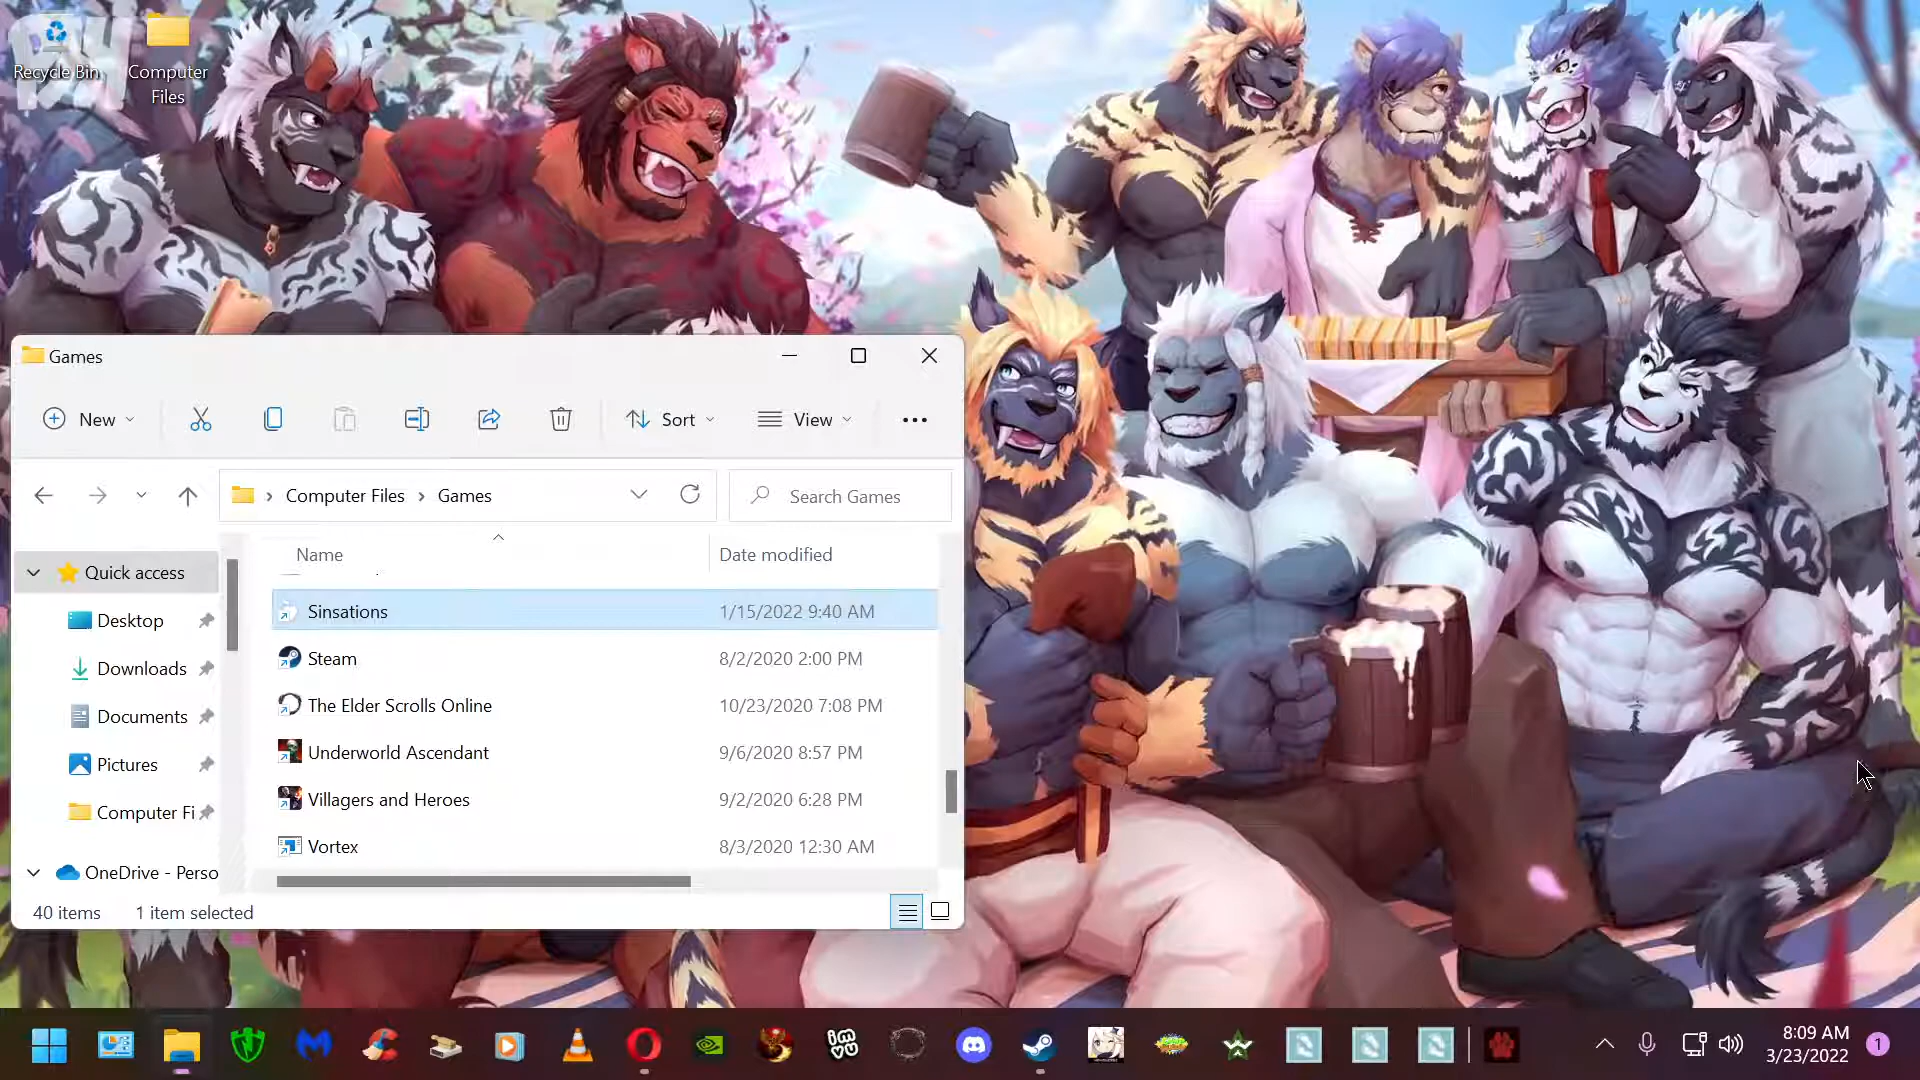 Recycle Bin
Computer
Files
Games
New
Sort
View
Computer Files
Games
Search Games
Name
Date modified
Quick access
Desktop
Downloads
Documents
Pictures
Computer Fi
OneDrive - Perso
Sinsations
1/15/2022 9:40 AM
Steam
8/2/2020 2:00 PM
The Elder Scrolls Online
10/23/2020 7:08 PM
Underworld Ascendant
9/6/2020 8:57 PM
Villagers and Heroes
9/2/2020 6:28 PM
Vortex
8/3/2020 12:30 AM
40 items
1 item selected
8:09 AM
3/23/2022
1